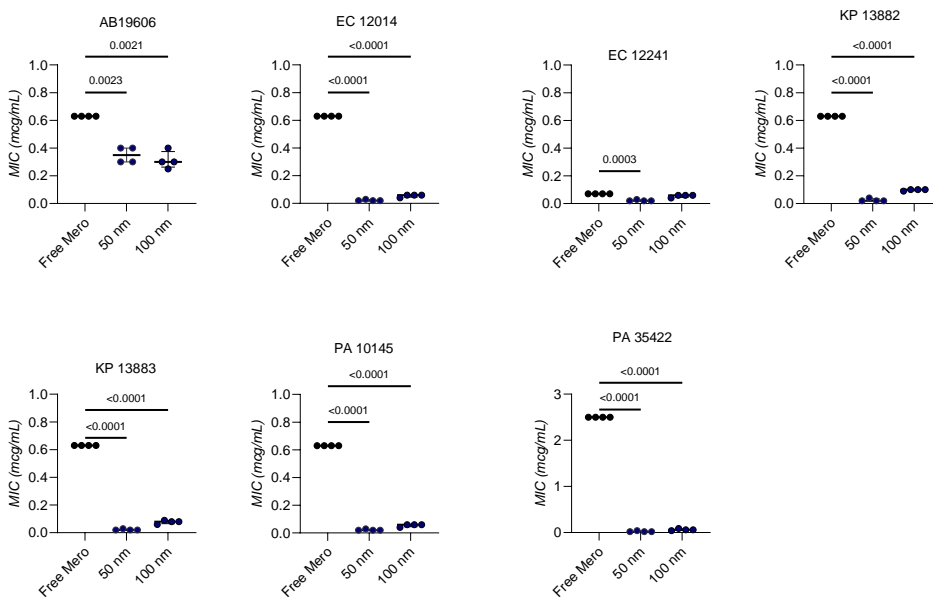 AB19606
0.0021
0.0023
MIC (mcg/mL)
1.0
0.8
0.6
0.4
0.2
0.0
Free Mero
50 nm
100 nm
EC 12014
<0.0001
<0.0001
MIC (mcg/mL)
1.0
0.8
0.6
0.4
0.2
0.0
Free Mero
50 nm
100 nm
EC 12241
0.0003
MIC (mcg/mL)
1.0
0.8
0.6
0.4
0.2
0.0
Free Mero
50 nm
100 nm
KP 13882
<0.0001
<0.0001
MIC (mcg/mL)
1.0
0.8
0.6
0.4
0.2
0.0
Free Mero
50 nm
100 nm
KP 13883
<0.0001
<0.0001
MIC (mcg/mL)
1.0
0.8
0.6
0.4
0.2
0.0
Free Mero
50 nm
100 nm
PA 10145
<0.0001
<0.0001
MIC (mcg/mL)
1.0
0.8
0.6
0.4
0.2
0.0
Free Mero
50 nm
100 nm
PA 35422
<0.0001
<0.0001
MIC (mcg/mL)
3
2
1
0
Free Mero
50 nm
100 nm